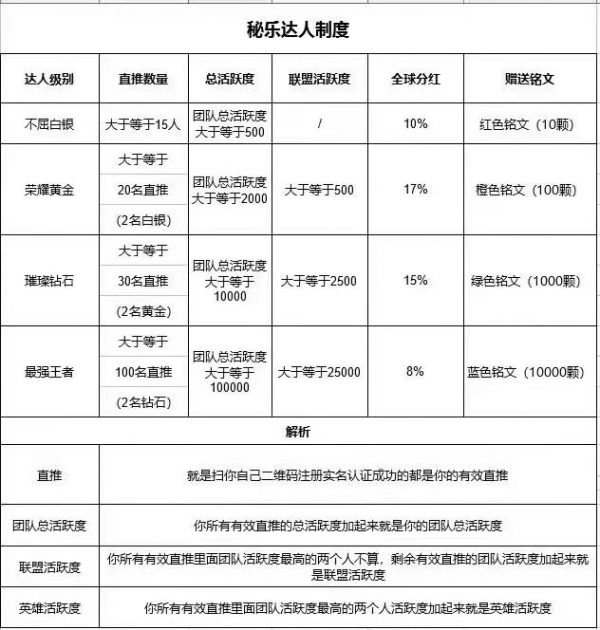 秘乐达人制度
达人级别 直推数量 总活跃度 联盟活跃度 全球分红 赠送铭文
不屈白银 大于等于15人 团队总活跃度 / 10% 红色铭文（10颗）
大于等于500
荣耀黄金 大于等于 团队总活跃度 大于等于500 17% 橙色铭文（100颗）
20名直推 大于等于2000
(2名白银)
璀璨钻石 大于等于 团队总活跃度 大于等于2500 15% 绿色铭文（1000颗）
30名直推 大于等于
(2名黄金) 10000
最强王者 大于等于 团队总活跃度 大于等于25000 8% 蓝色铭文（10000颗）
100名直推 大于等于
(2名钻石) 100000
解析
直推 就是扫你自己二维码注册实名认证成功的都是你的有效直推
团队总活跃度 你所有有效直推的总活跃度加起来就是你的团队总活跃度
联盟活跃度 你所有有效直推里面团队活跃度最高的两个人不算，剩余有效直推的团队活跃度加起来就
是联盟活跃度
英雄活跃度 你所有有效直推里面团队活跃度最高的两个人活跃度加起来就是英雄活跃度